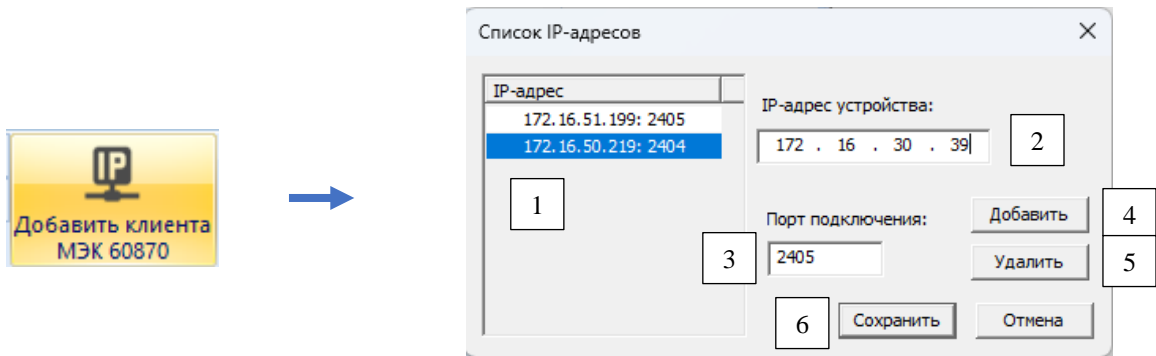 IP
Добавить клиента
МЭК 60870
Список IP-адресов
IP-адрес
172.16.51.199: 2405
172.16.50.219: 2404
1
IP-адрес устройства:
172 . 16 . 30 . 39
2
Порт подключения:
3
2405
Добавить
4
Удалить
5
6
Сохранить
Отмена